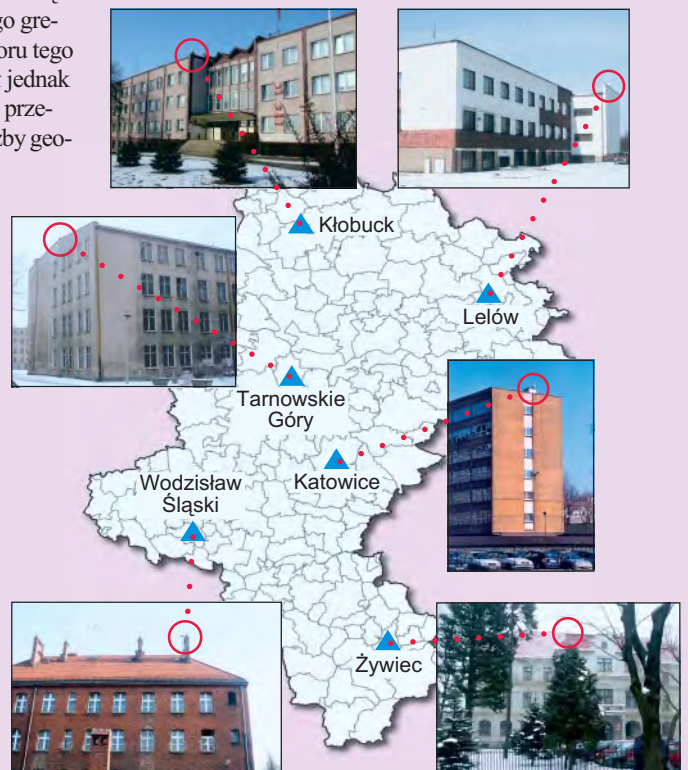 go gre-
oru tego
jednak
prze-
zby geo-
Kłobuck
Lelów
Tarnowskie
Góry
Katowice
Wodzisław
Śląski
Żywiec